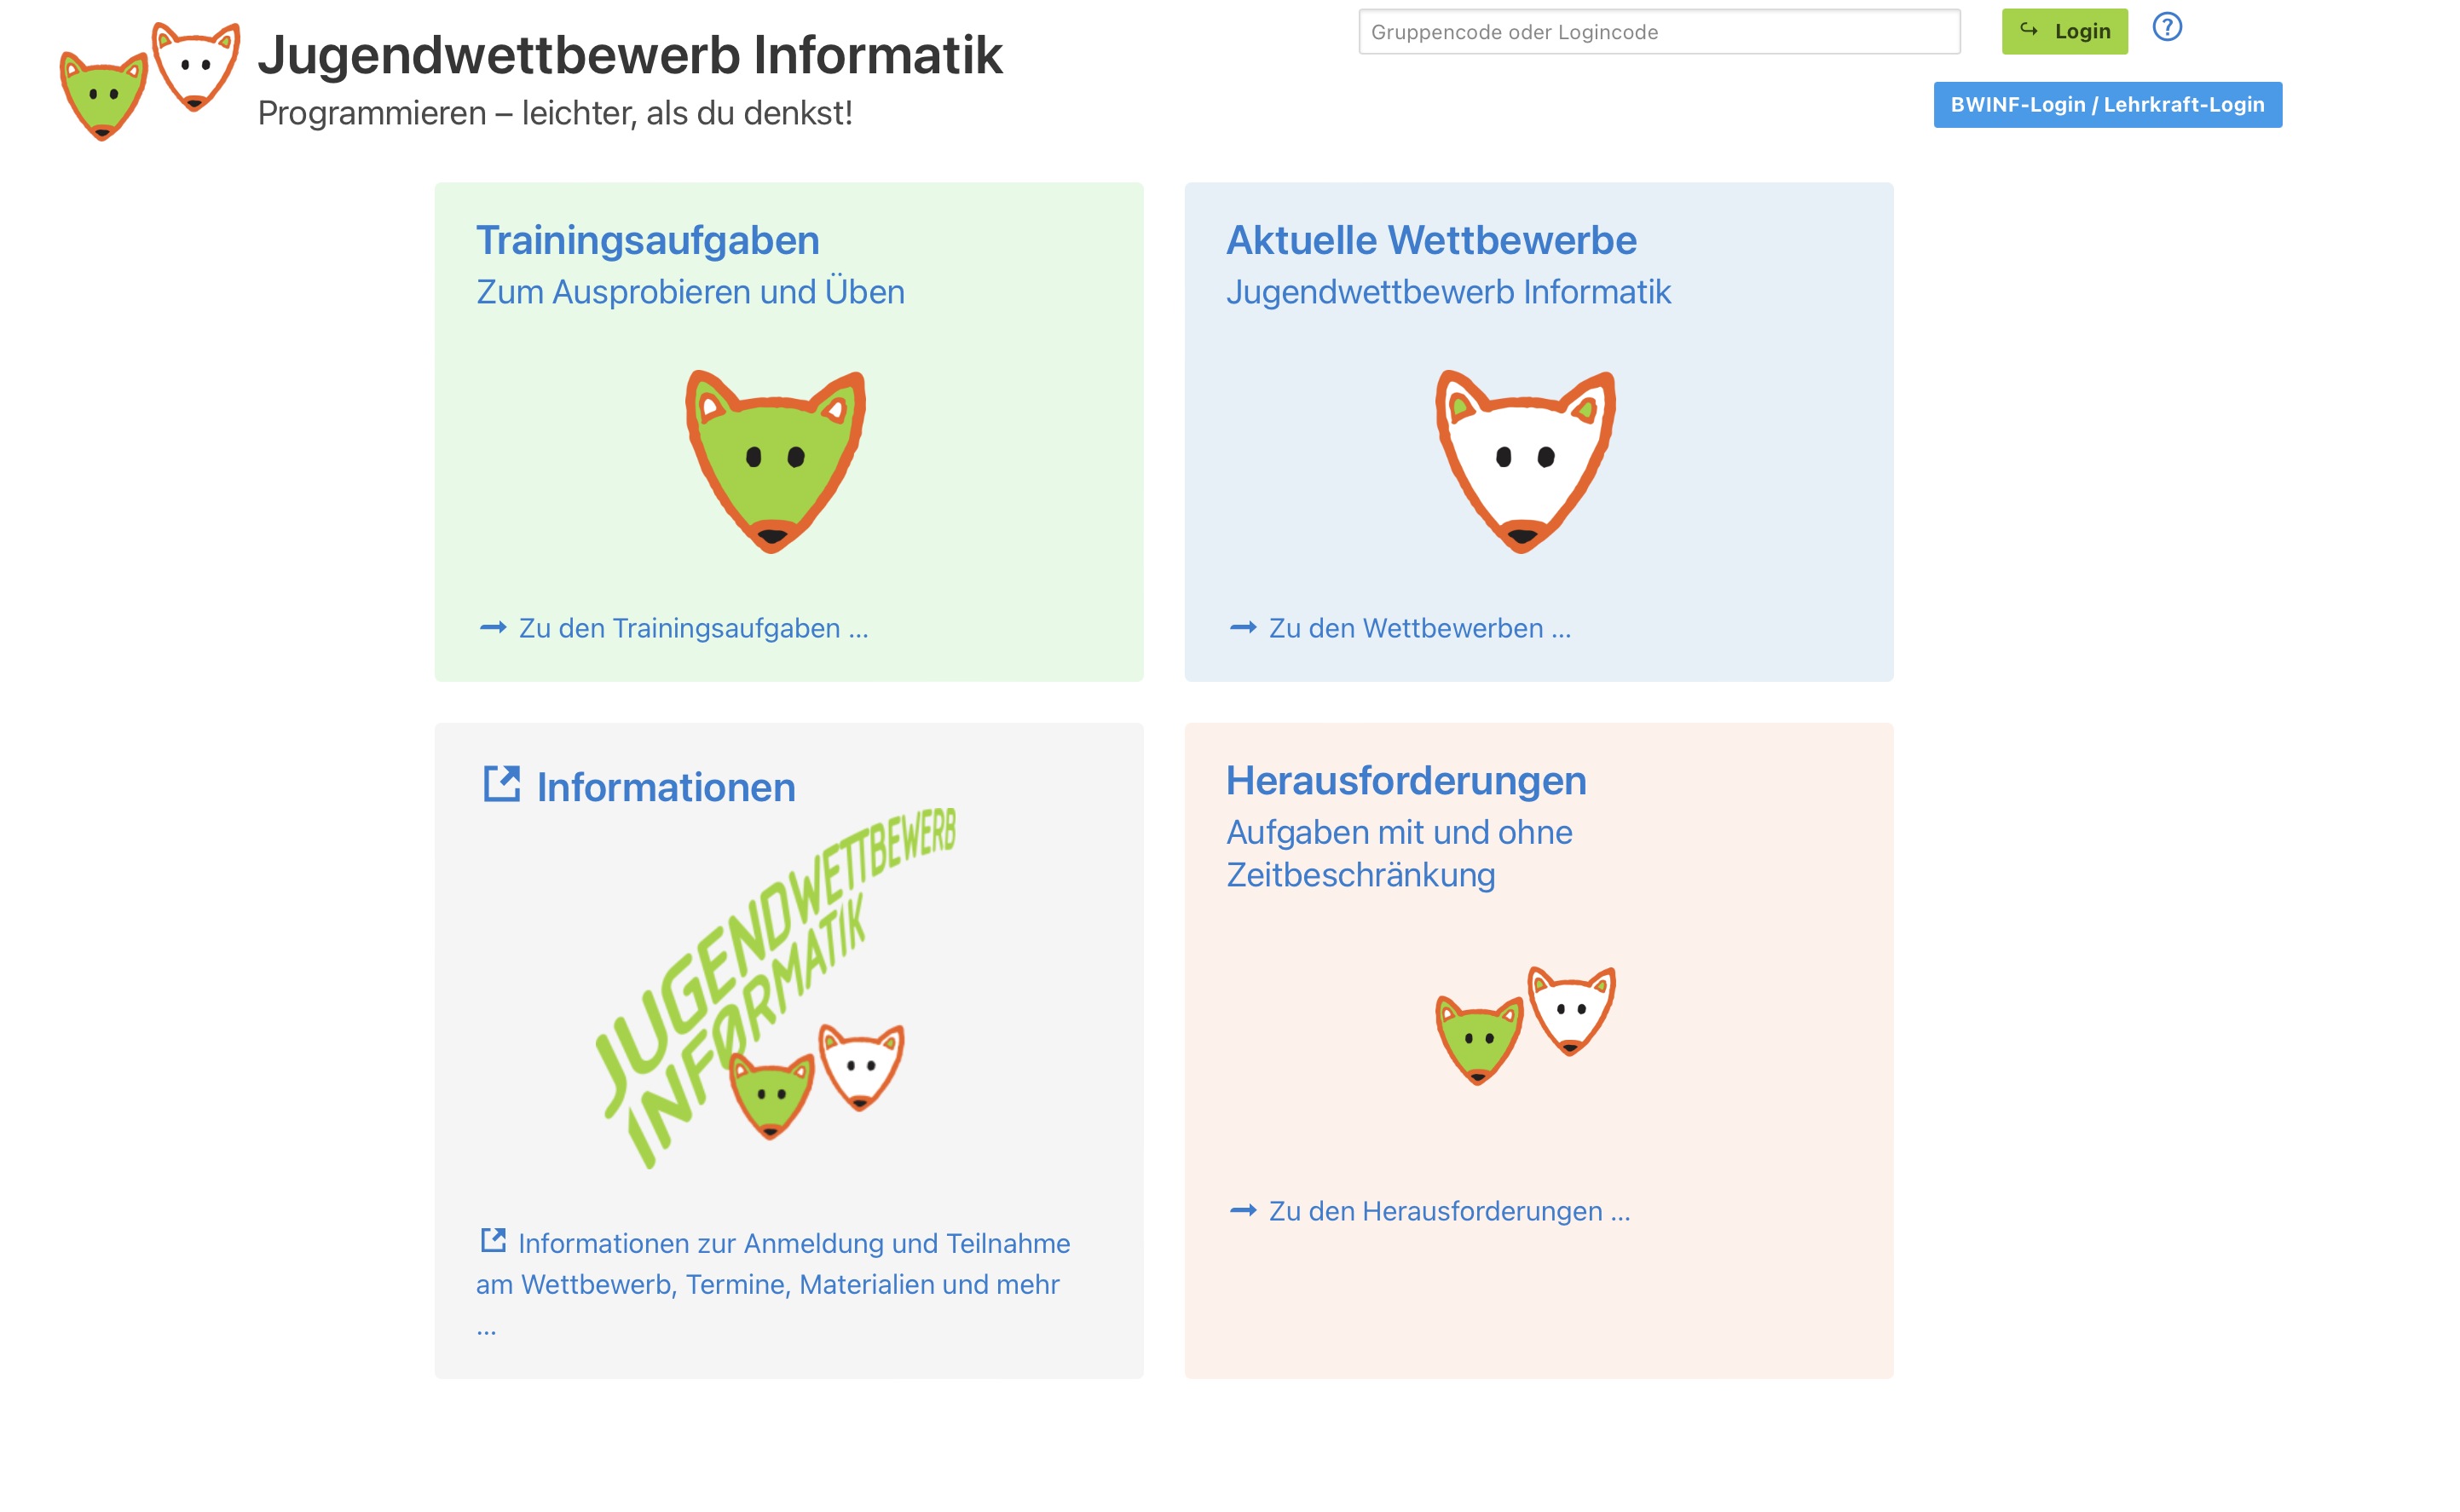 Jugendwettbewerb Informatik
Programmieren – leichter, als du denkst!
Gruppencode oder Logincode
Login
?
BWINF-Login / Lehrkraft-Login
Trainingsaufgaben
Zum Ausprobieren und Üben
Zu den Trainingsaufgaben ...
Aktuelle Wettbewerbe
Jugendwettbewerb Informatik
Zu den Wettbewerben ...
Informationen
JUGENDWETTBEWERB
INFORMATIK
Informationen zur Anmeldung und Teilnahme
am Wettbewerb, Termine, Materialien und mehr
...
Herausforderungen
Aufgaben mit und ohne
Zeitbeschränkung
Zu den Herausforderungen ...